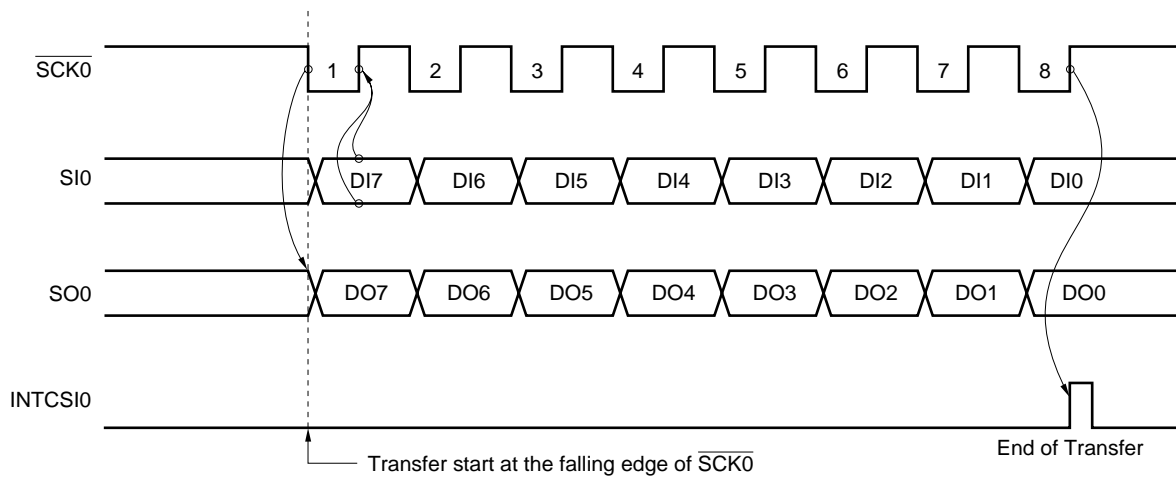 SCK0
1 2 3 4 5 6 7 8
SI0
DI7 DI6 DI5 DI4 DI3 DI2 DI1 DI0
SO0
DO7 DO6 DO5 DO4 DO3 DO2 DO1 DO0
INTCSI0
End of Transfer
Transfer start at the falling edge of SCK0